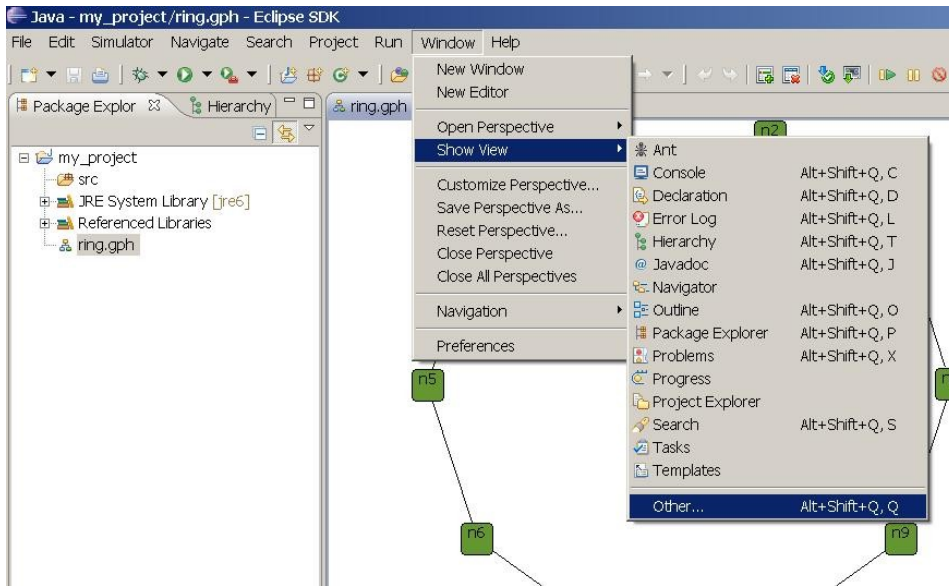 Java - my_project/ring.gph - Eclipse SDK
File Edit Simulator Navigate Search Project Run Window Help
Package Explor Hierarchy
ring.gph
my_project
src
JRE System Library [jre6]
Referenced Libraries
ring.gph
New Window
New Editor
Open Perspective
Show View
Customize Perspective...
Save Perspective As...
Reset Perspective...
Close Perspective
Close All Perspectives
Navigation
Preferences
Ant
Console Alt+Shift+Q, C
Declaration Alt+Shift+Q, D
Error Log Alt+Shift+Q, L
Hierarchy Alt+Shift+Q, T
@ Javadoc Alt+Shift+Q, J
Navigator
Outline Alt+Shift+Q, O
Package Explorer Alt+Shift+Q, P
Problems Alt+Shift+Q, X
Progress
Project Explorer
Search Alt+Shift+Q, S
Tasks
Templates
Other... Alt+Shift+Q, Q
n2
n5
n6
n9